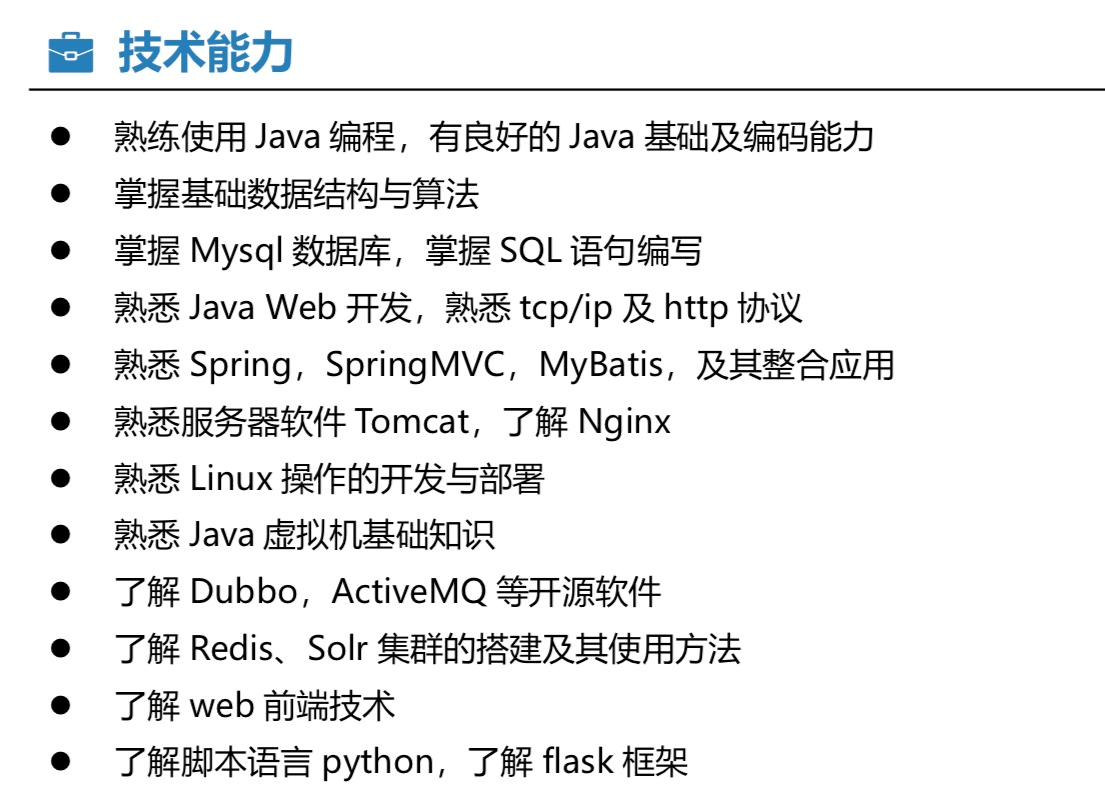 技术能力
● 熟练使用 Java 编程，有良好的 Java 基础及编码能力
● 掌握基础数据结构与算法
● 掌握 Mysql 数据库，掌握 SQL 语句编写
● 熟悉 Java Web 开发，熟悉 tcp/ip 及 http 协议
● 熟悉 Spring，SpringMVC，MyBatis，及其整合应用
● 熟悉服务器软件 Tomcat，了解 Nginx
● 熟悉 Linux 操作的开发与部署
● 熟悉 Java 虚拟机基础知识
● 了解 Dubbo，ActiveMQ 等开源软件
● 了解 Redis、Solr 集群的搭建及其使用方法
● 了解 web 前端技术
● 了解脚本语言 python，了解 flask 框架